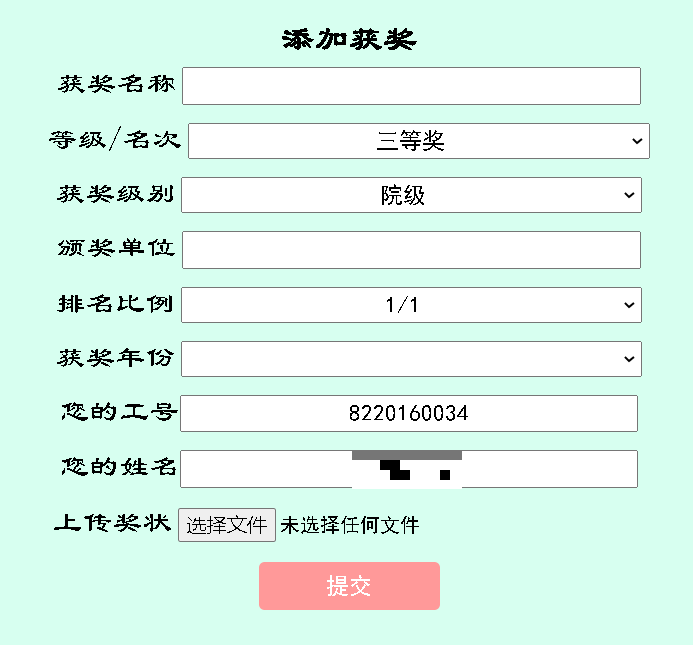 添加获奖
获奖名称
等级/名次 三等奖
获奖级别 院级
颁奖单位
排名比例 1/1
获奖年份
您的工号 8220160034
您的姓名
上传奖状 选择文件 未选择任何文件
提交